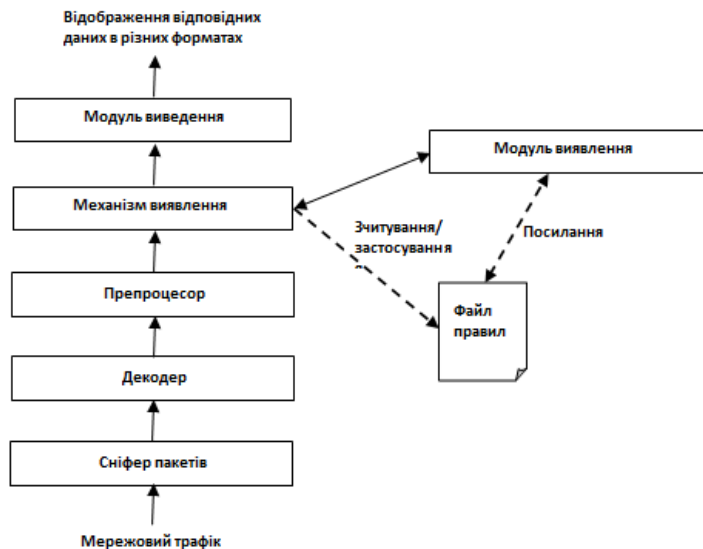 Відображення відповідних
даних в різних форматах
Модуль виведення
Модуль виявлення
Механізм виявлення
Зчитування/
застосування
Посилання
Файл
правил
Препроцесор
Декодер
Сніфер пакетів
Мережовий трафік